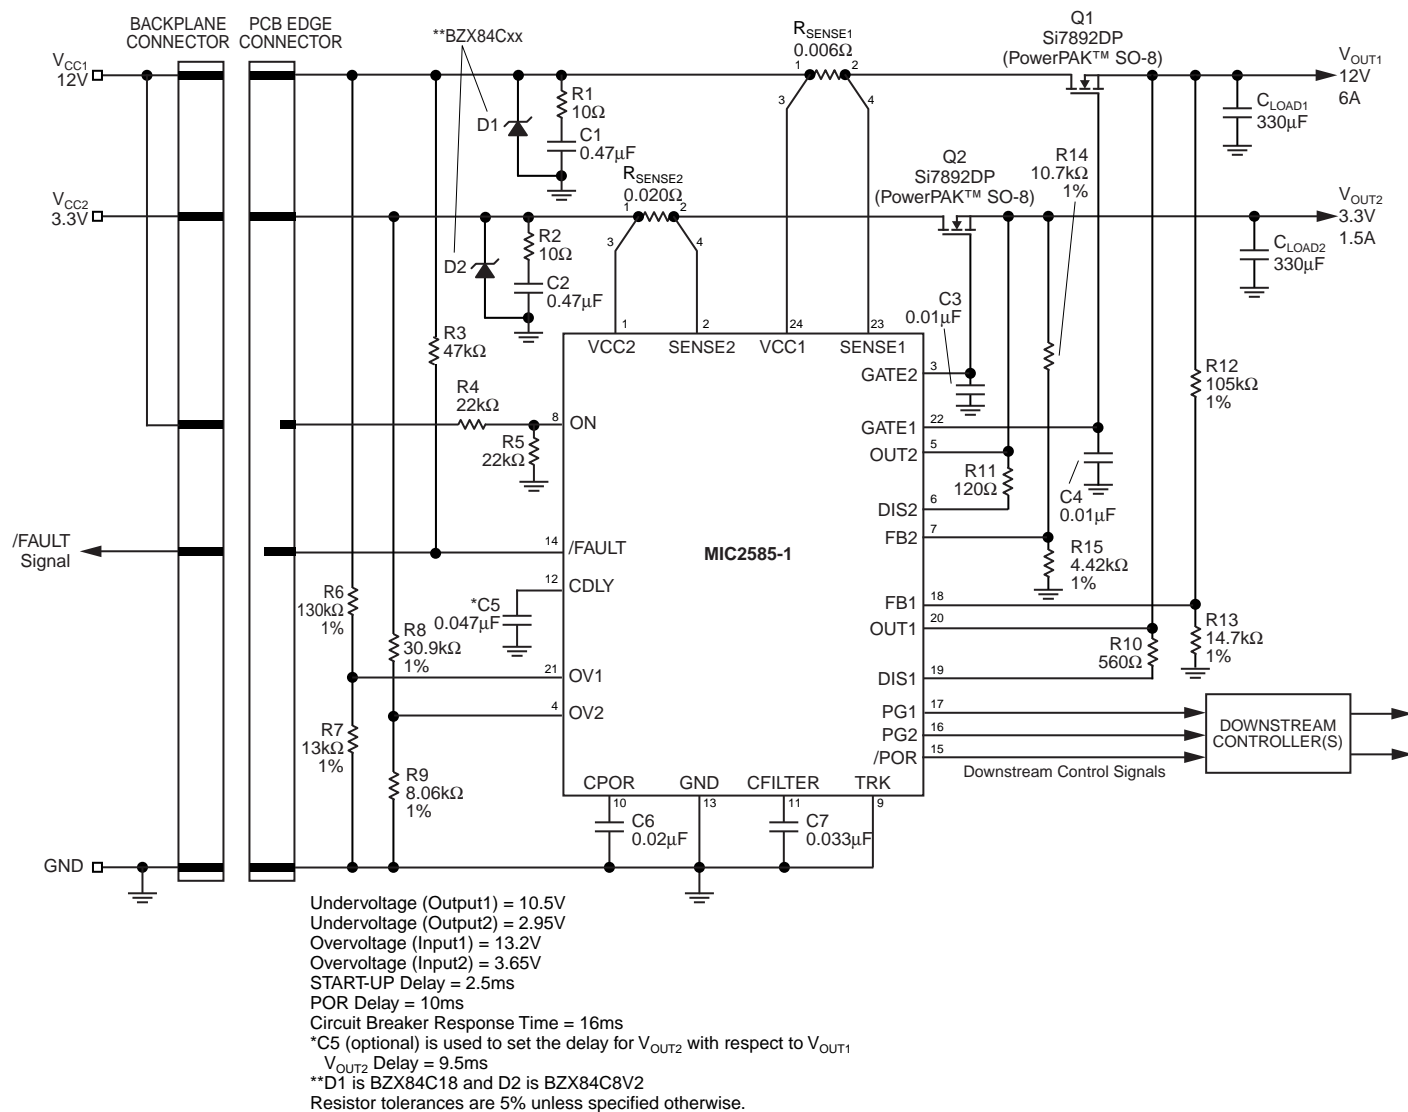 BACKPLANE
CONNECTOR
PCB EDGE
CONNECTOR
**BZX84Cxx
RSENSE1
0.006Ω
1
2
3
4
Q1
Si7892DP
(PowerPAK™ SO-8)
VCC1
12V
VOUT1
12V
6A
R1
10Ω
D1
C1
0.47µF
CLOAD1
330µF
R14
10.7kΩ
1%
Q2
Si7892DP
(PowerPAK™ SO-8)
RSENSE2
0.020Ω
1
2
3
4
VCC2
3.3V
VOUT2
3.3V
1.5A
R2
10Ω
D2
C2
0.47µF
CLOAD2
330µF
C3
0.01µF
R3
47kΩ
1
2
24
23
VCC2
SENSE2
VCC1
SENSE1
GATE2
3
R12
105kΩ
1%
R4
22kΩ
8
ON
R5
22kΩ
GATE1
22
OUT2
5
R11
120Ω
C4
0.01µF
DIS2
6
FB2
7
/FAULT
Signal
14
/FAULT
MIC2585-1
R15
4.42kΩ
1%
12
CDLY
*C5
0.047µF
R6
130kΩ
1%
FB1
18
OUT1
20
R13
14.7kΩ
1%
R8
30.9kΩ
1%
R10
560Ω
21
OV1
DIS1
19
4
OV2
PG1
17
PG2
16
/POR
15
DOWNSTREAM
CONTROLLER(S)
Downstream Control Signals
R7
13kΩ
1%
R9
8.06kΩ
1%
CPOR
GND
CFILTER
TRK
10
13
11
9
C6
0.02µF
C7
0.033µF
GND
Undervoltage (Output1) = 10.5V
Undervoltage (Output2) = 2.95V
Overvoltage (Input1) = 13.2V
Overvoltage (Input2) = 3.65V
START-UP Delay = 2.5ms
POR Delay = 10ms
Circuit Breaker Response Time = 16ms
*C5 (optional) is used to set the delay for VOUT2 with respect to VOUT1
VOUT2 Delay = 9.5ms
**D1 is BZX84C18 and D2 is BZX84C8V2
Resistor tolerances are 5% unless specified otherwise.